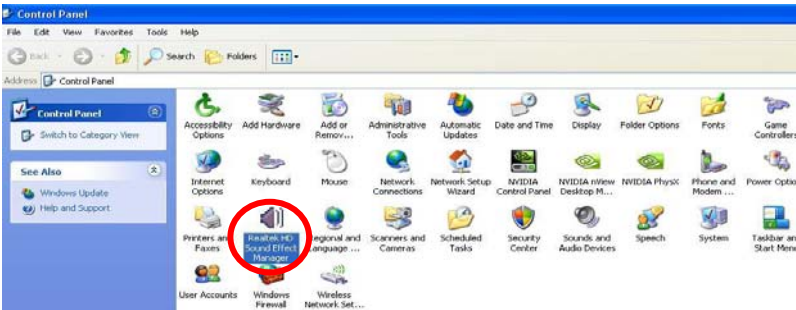 Control Panel
File Edit View Favorites Tools Help
Back Search Folders
Address Control Panel
Control Panel
Switch to Category View
See Also
Windows Update
Help and Support
Accessibility Options
Add Hardware
Add or Remov...
Administrative Tools
Automatic Updates
Date and Time
Display
Folder Options
Fonts
Game Controllers
Internet Options
Keyboard
Mouse
Network Connections
Network Setup Wizard
NVIDIA Control Panel
NVIDIA nView Desktop M...
NVIDIA PhysX
Phone and Modem ...
Power Optio
Printers and Faxes
Realtek HD Sound Effect Manager
Regional and Language ...
Scanners and Cameras
Scheduled Tasks
Security Center
Sounds and Audio Devices
Speech
System
Taskbar an
Start Men
User Accounts
Windows Firewall
Wireless Network Set...